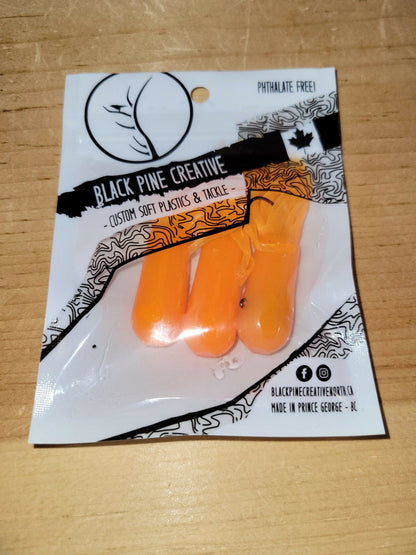 PHTHALATE FREE!
BLACK PINE CREATIVE
- CUSTOM SOFT PLASTICS & TACKLE -
BLACKPINECREATIVENORTH.CA
MADE IN PRINCE GEORGE - BC